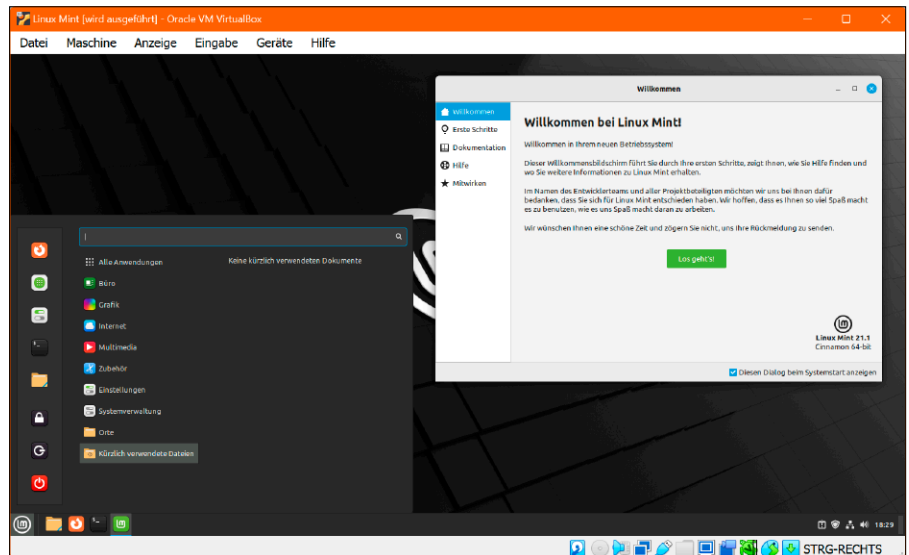 Linux Mint [wird ausgeführt] - Oracle VM VirtualBox
Datei Maschine Anzeige Eingabe Geräte Hilfe
Willkommen
Willkommen
Erste Schritte
Dokumentation
Hilfe
Mitwirken
Willkommen bei Linux Mint!
Willkommen in Ihrem neuen Betriebssystem!
Dieser Willkommensbildschirm führt Sie durch Ihre ersten Schritte, zeigt Ihnen, wie Sie Hilfe finden und
wo Sie weitere Informationen zu Linux Mint erhalten.
Im Namen des Entwicklerteams und aller Projektbeteiligten möchten wir uns bei Ihnen dafür
bedanken, dass Sie sich für Linux Mint entschieden haben. Wir hoffen, dass es Ihnen so viel Spaß macht
es zu benutzen, wie es uns Spaß macht daran zu arbeiten.
Wir wünschen Ihnen eine schöne Zeit und zögern Sie nicht, uns Ihre Rückmeldung zu senden.
Los geht's!
Linux Mint 21.1
Cinnamon 64-bit
Diesen Dialog beim Systemstart anzeigen
Alle Anwendungen
Büro
Grafik
Internet
Multimedia
Zubehör
Einstellungen
Systemverwaltung
Orte
Kürzlich verwendete Dateien
Keine kürzlich verwendeten Dokumente
18:29
STRG-RECHTS